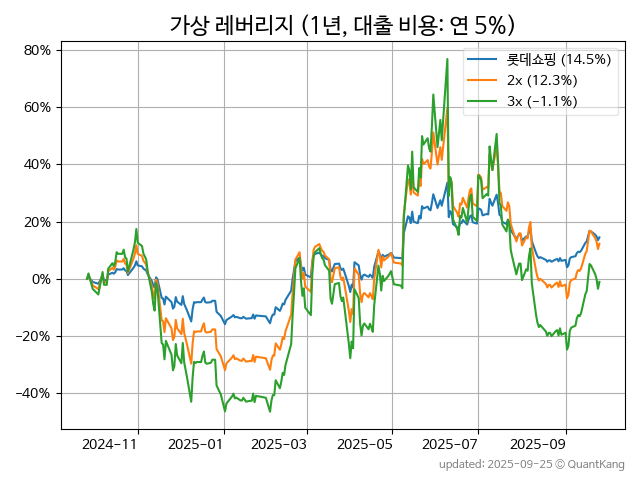 가상 레버리지 (1년, 대출 비용: 연 5%)
롯데쇼핑 (14.5%)
2x (12.3%)
3x (−1.1%)
80%
60%
40%
20%
0%
−20%
−40%
2024-11
2025-01
2025-03
2025-05
2025-07
2025-09
updated: 2025-09-25 © QuantKang